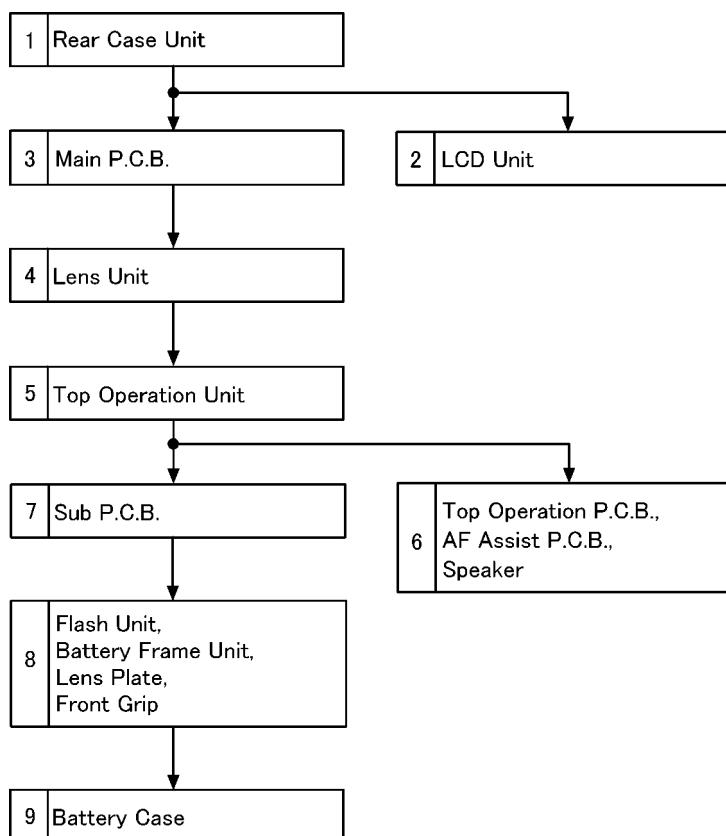 1 Rear Case Unit
3 Main P.C.B.
2 LCD Unit
4 Lens Unit
5 Top Operation Unit
7 Sub P.C.B.
6 Top Operation P.C.B.,
AF Assist P.C.B.,
Speaker
8 Flash Unit,
Battery Frame Unit,
Lens Plate,
Front Grip
9 Battery Case